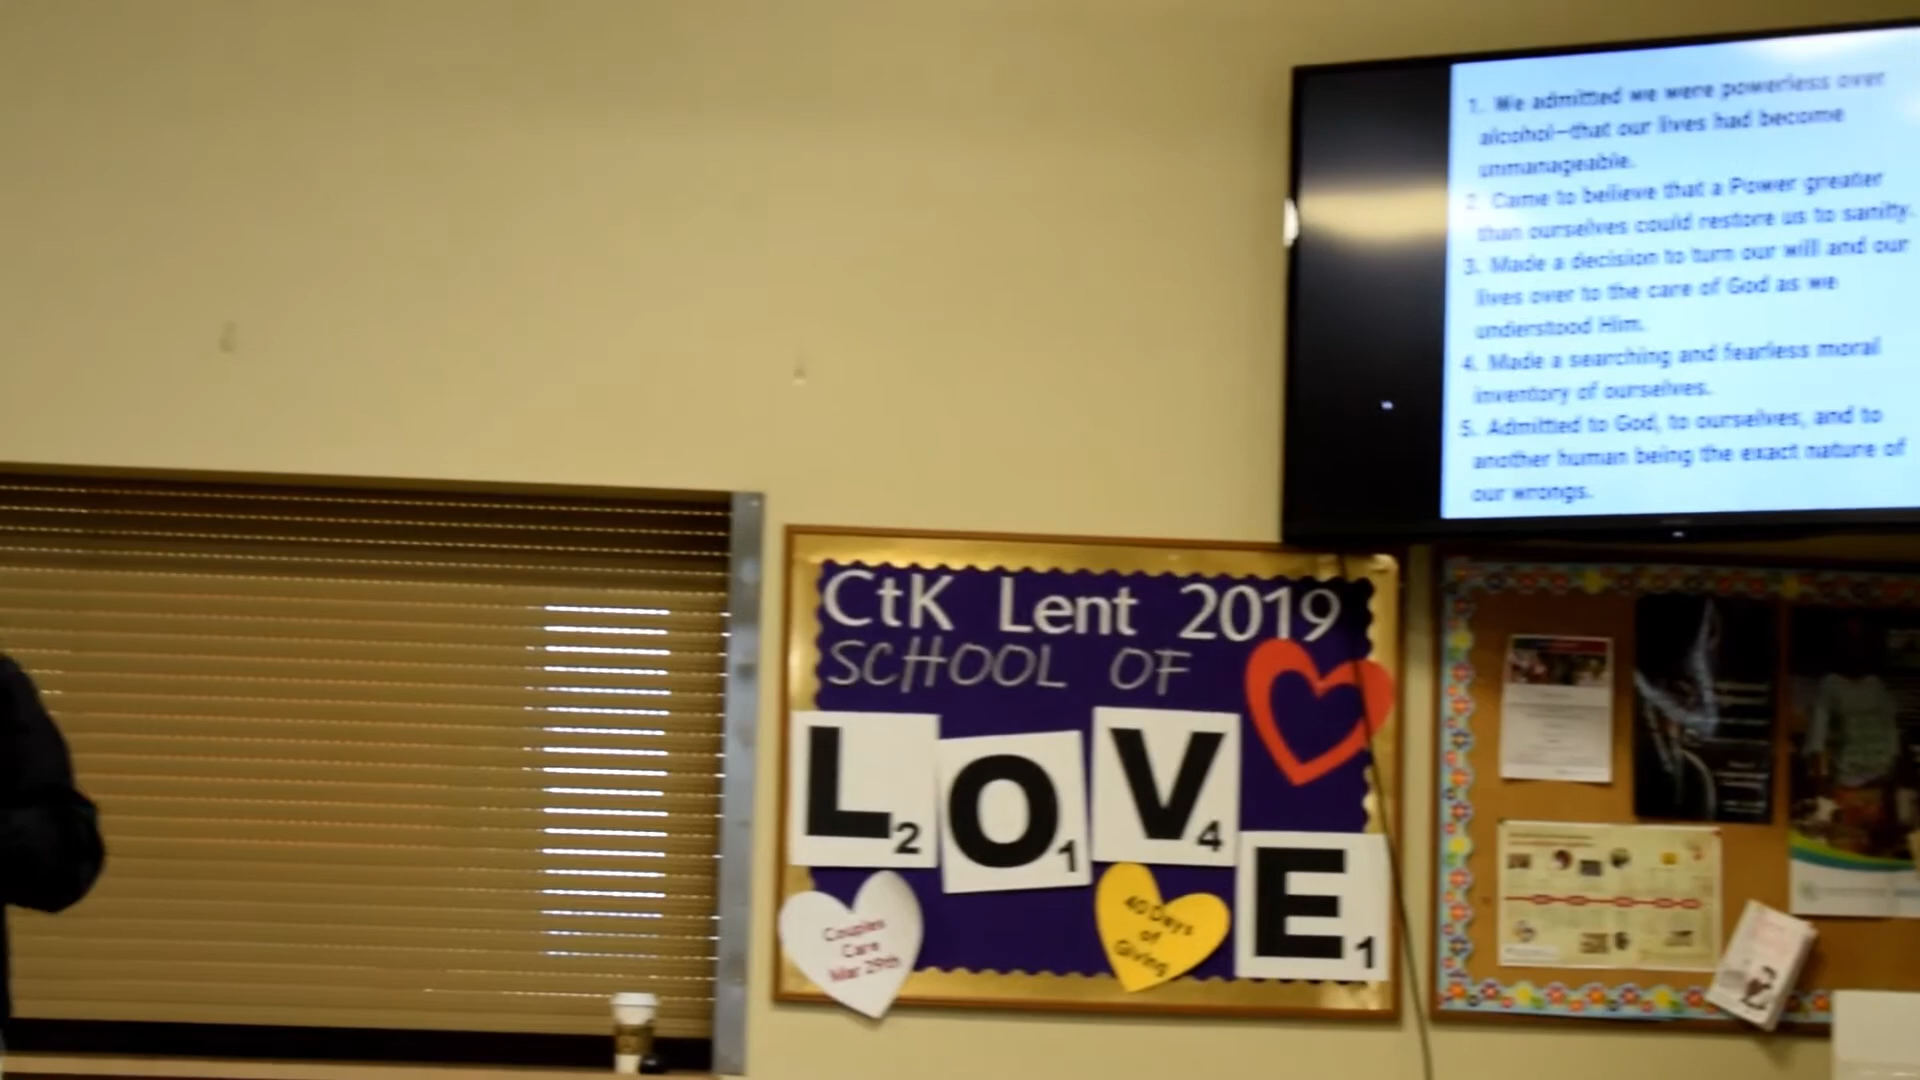 1. We admitted we were powerless over
alcohol—that our lives had become
unmanageable.
2. Came to believe that a Power greater
than ourselves could restore us to sanity.
3. Made a decision to turn our will and our
lives over to the care of God as we
understood Him.
4. Made a searching and fearless moral
inventory of ourselves.
5. Admitted to God, to ourselves, and to
another human being the exact nature of
our wrongs.
CtK Lent 2019
SCHOOL OF
L2 O1 V4 E1
Couples
Care
Mar 29th
40 Days
of
Giving